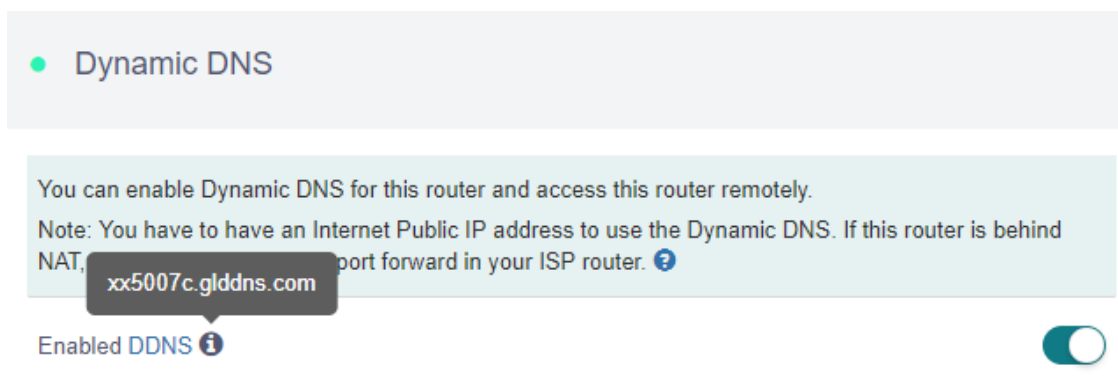 Dynamic DNS
You can enable Dynamic DNS for this router and access this router remotely.
Note: You have to have an Internet Public IP address to use the Dynamic DNS. If this router is behind
NAT, port forward in your ISP router.
xx5007c.glddns.com
Enabled DDNS